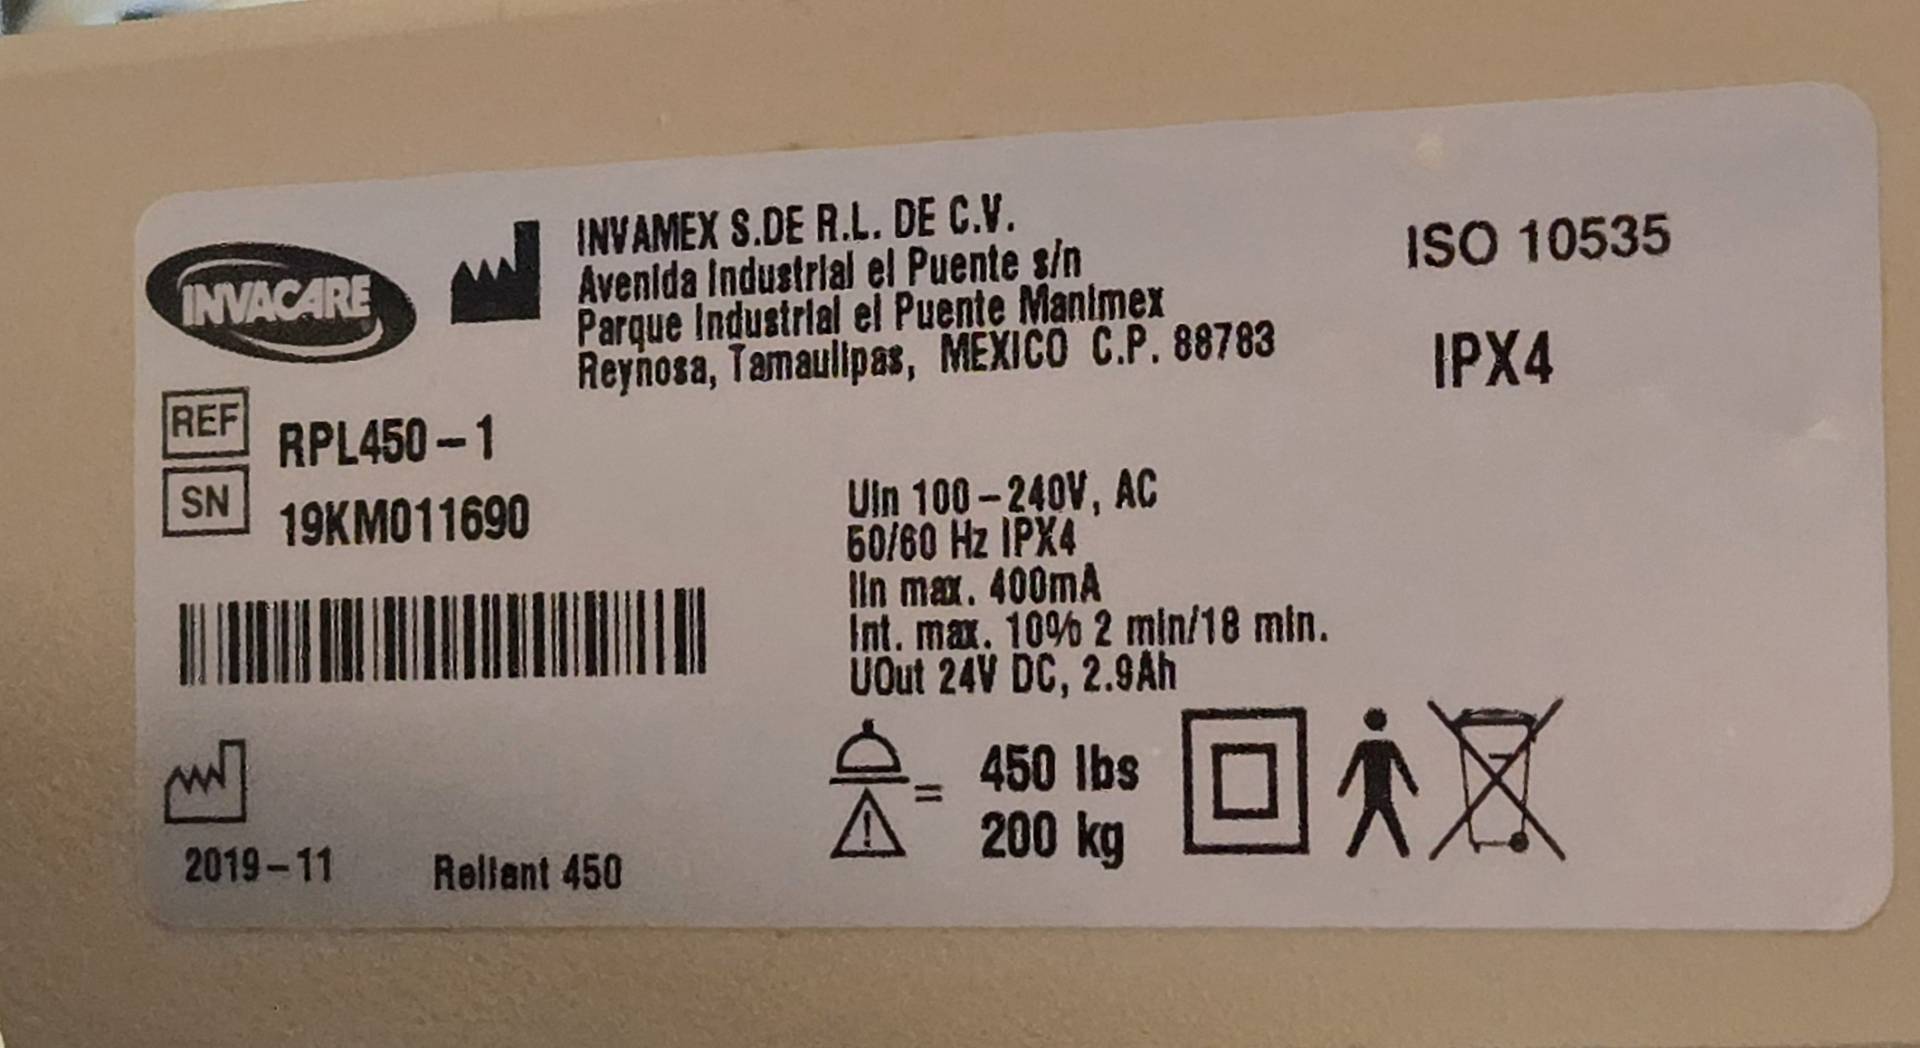 INVACARE
INVAMEX S.DE R.L. DE C.V.
Avenida Industrial el Puente s/n
Parque Industrial el Puente Manimex
Reynosa, Tamaulipas, MEXICO C.P. 88783
ISO 10535
IPX4
REF RPL450-1
SN 19KM011690
Uin 100-240V, AC
50/60 Hz IPX4
Iin max. 400mA
Int. max. 10% 2 min/18 min.
UOut 24V DC, 2.9Ah
= 450 lbs
200 kg
2019-11
Reliant 450